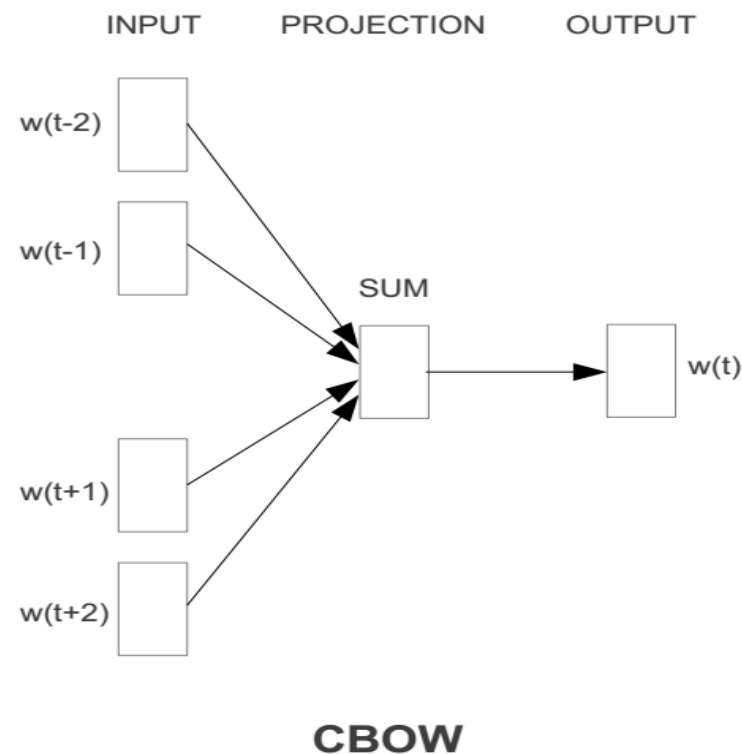 INPUT PROJECTION OUTPUT
w(t-2)
w(t-1)
SUM
w(t)
w(t+1)
w(t+2)
CBOW